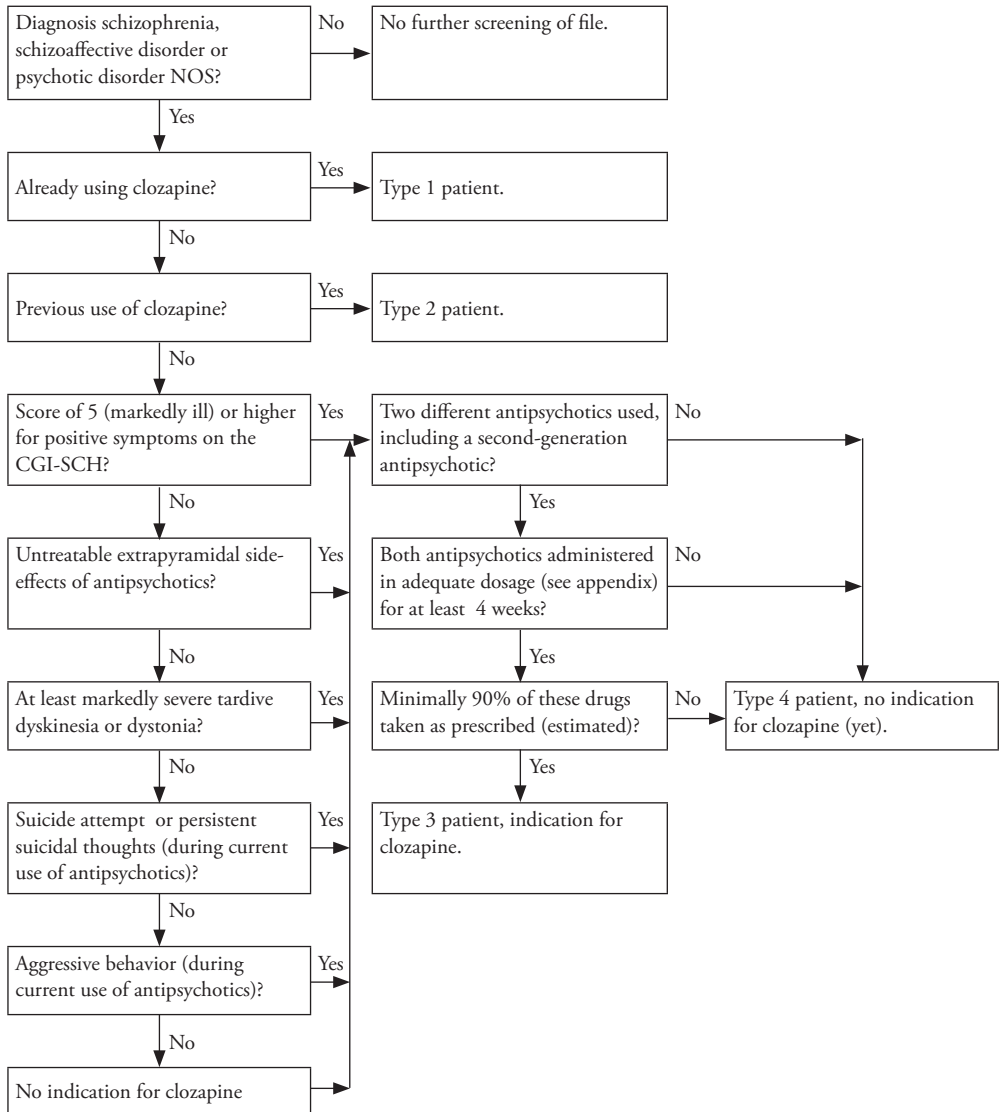 Diagnosis schizophrenia,
schizoaffective disorder or
psychotic disorder NOS?
No
No further screening of file.
Yes
Already using clozapine?
Yes
Type 1 patient.
No
Previous use of clozapine?
Yes
Type 2 patient.
No
Score of 5 (markedly ill) or higher
for positive symptoms on the
CGI-SCH?
Yes
Two different antipsychotics used,
including a second-generation
antipsychotic?
No
No
Yes
Untreatable extrapyramidal side-
effects of antipsychotics?
Yes
Both antipsychotics administered
in adequate dosage (see appendix)
for at least 4 weeks?
No
No
Yes
At least markedly severe tardive
dyskinesia or dystonia?
Yes
Minimally 90% of these drugs
taken as prescribed (estimated)?
No
Type 4 patient, no indication
for clozapine (yet).
No
Yes
Suicide attempt or persistent
suicidal thoughts (during current
use of antipsychotics)?
Yes
Type 3 patient, indication for
clozapine.
No
Aggressive behavior (during
current use of antipsychotics)?
Yes
No
No indication for clozapine